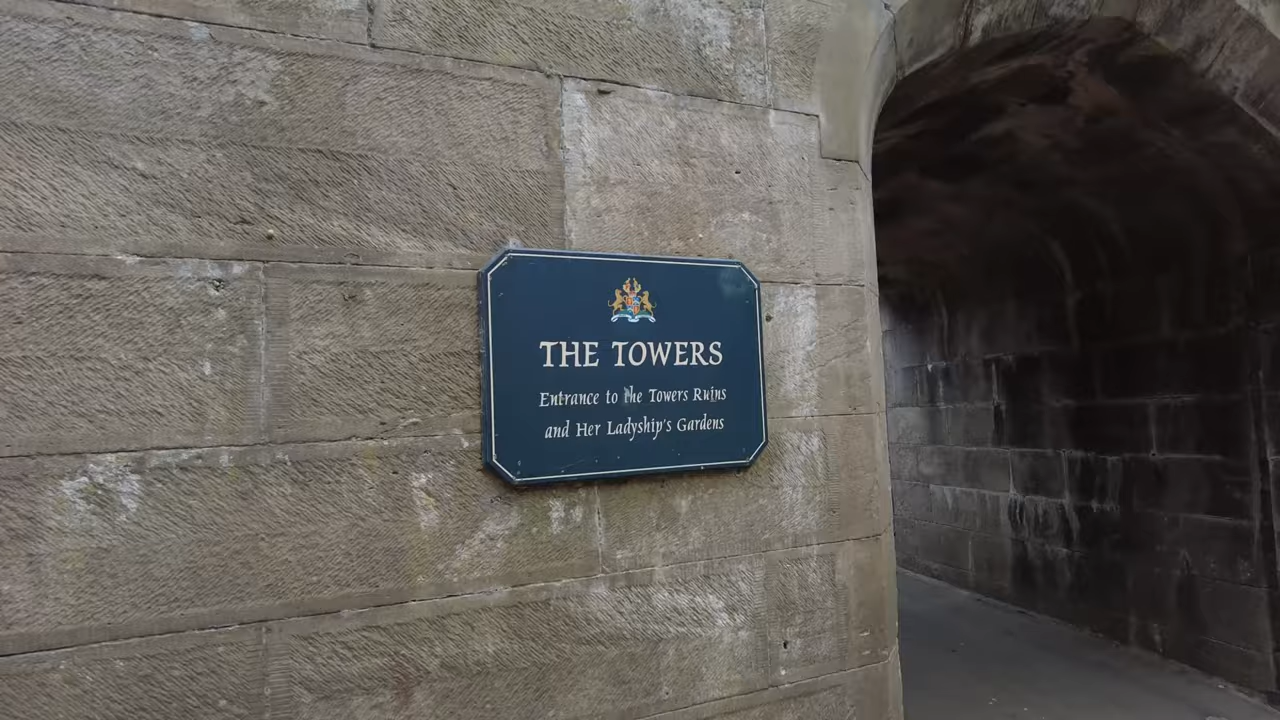 THE TOWERS
Entrance to the Towers Ruins
and Her Ladyship's Gardens